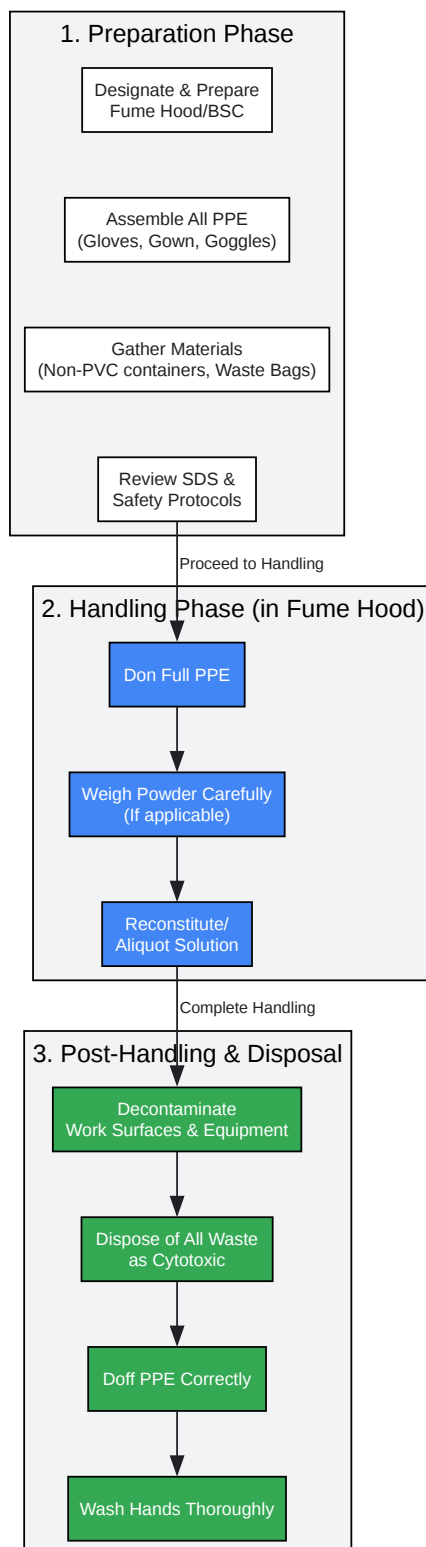 1. Preparation Phase
Designate & Prepare
Fume Hood/BSC
Assemble All PPE
(Gloves, Gown, Goggles)
Gather Materials
(Non-PVC containers, Waste Bags)
Review SDS &
Safety Protocols
Proceed to Handling
2. Handling Phase (in Fume Hood)
Don Full PPE
Weigh Powder Carefully
(If applicable)
Reconstitute/
Aliquot Solution
Complete Handling
3. Post-Handling & Disposal
Decontaminate
Work Surfaces & Equipment
Dispose of All Waste
as Cytotoxic
Doff PPE Correctly
Wash Hands Thoroughly